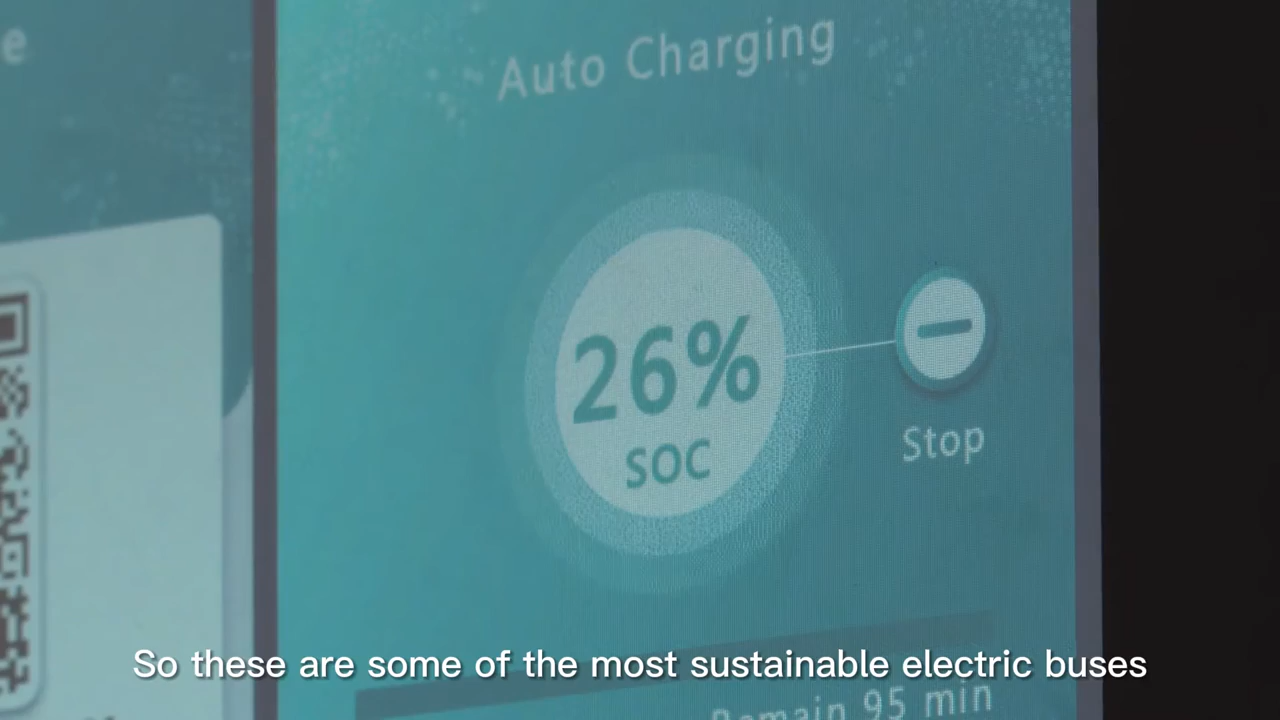 Auto Charging
26%
SOC
Stop
Remain 95 min
So these are some of the most sustainable electric buses